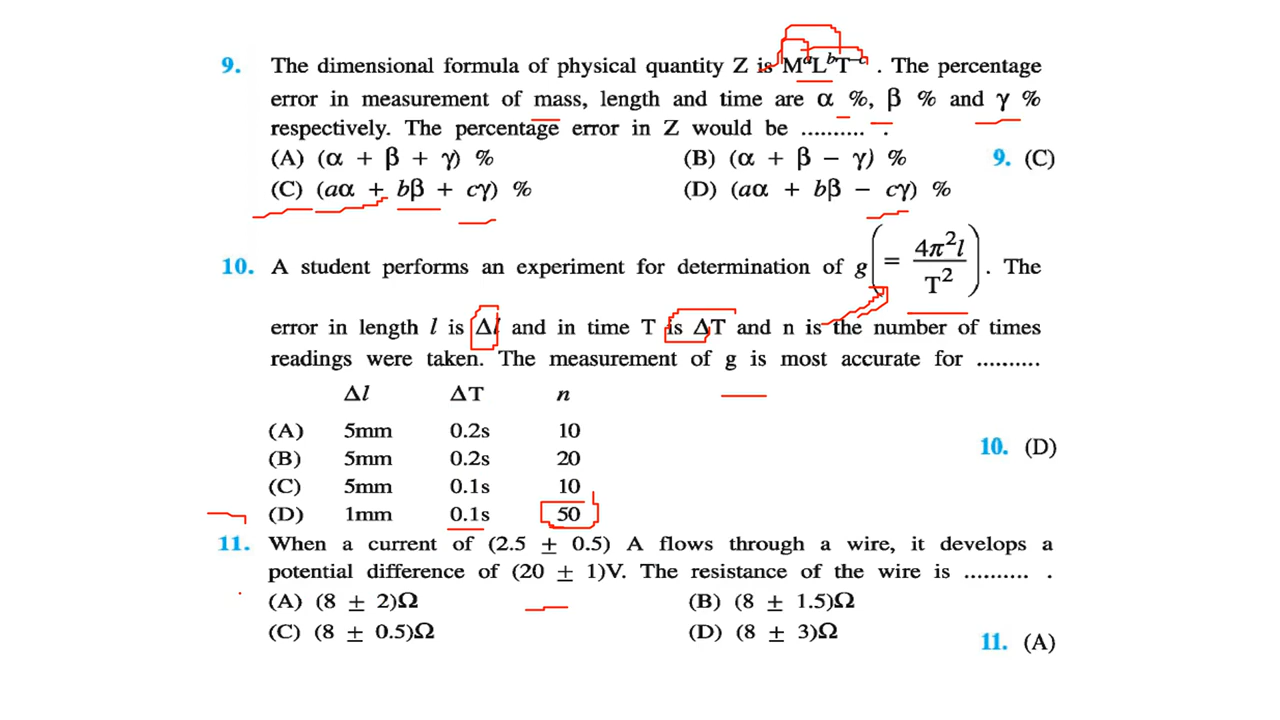 9. The dimensional formula of physical quantity Z is MᵃLᵇT⁻ᶜ . The percentage
error in measurement of mass, length and time are α %, β % and γ %
respectively. The percentage error in Z would be .......... .
(A) (α + β + γ) % (B) (α + β − γ) % 9. (C)
(C) (aα + bβ + cγ) % (D) (aα + bβ − cγ) %
10. A student performs an experiment for determination of g(= 4π²l / T²). The
error in length l is Δl and in time T is ΔT and n is the number of times
readings were taken. The measurement of g is most accurate for ..........
Δl ΔT n
(A) 5mm 0.2s 10
(B) 5mm 0.2s 20
(C) 5mm 0.1s 10
(D) 1mm 0.1s 50
10. (D)
11. When a current of (2.5 ± 0.5) A flows through a wire, it develops a
potential difference of (20 ± 1)V. The resistance of the wire is .......... .
(A) (8 ± 2)Ω (B) (8 ± 1.5)Ω
(C) (8 ± 0.5)Ω (D) (8 ± 3)Ω
11. (A)